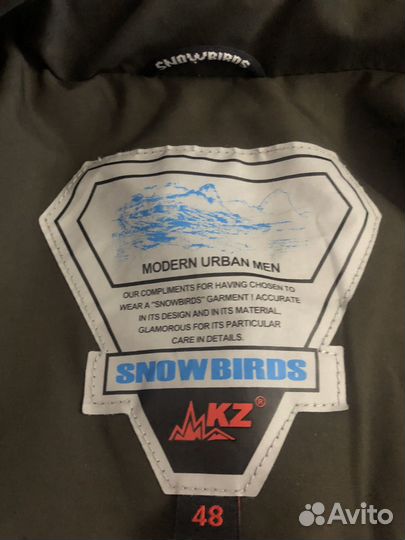 SNOWBIRDS
MODERN URBAN MEN
OUR COMPLIMENTS FOR HAVING CHOSEN TO
WEAR A "SNOWBIRDS" GARMENT ! ACCURATE
IN ITS DESIGN AND IN ITS MATERIAL.
GLAMOROUS FOR ITS PARTICULAR
CARE IN DETAILS.
SNOWBIRDS
KZ®
48
Avito